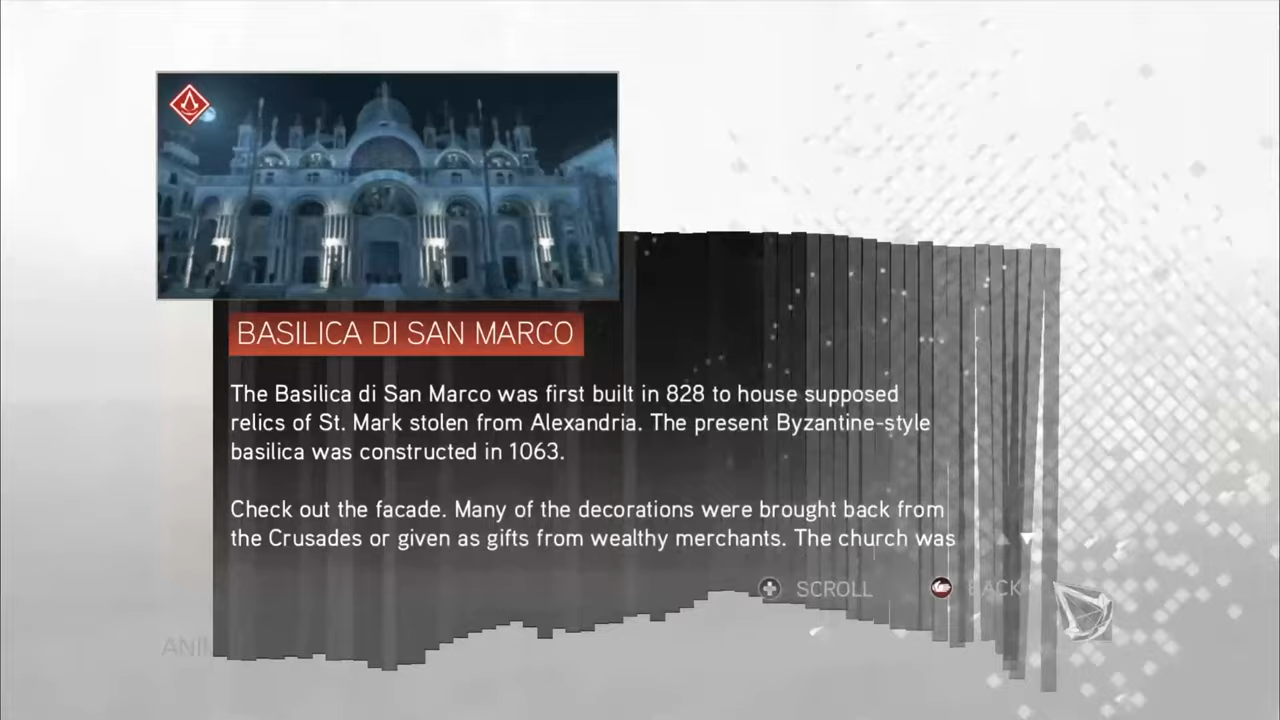 BASILICA DI SAN MARCO
The Basilica di San Marco was first built in 828 to house supposed
relics of St. Mark stolen from Alexandria. The present Byzantine-style
basilica was constructed in 1063.
Check out the facade. Many of the decorations were brought back from
the Crusades or given as gifts from wealthy merchants. The church was
SCROLL BACK
ANI